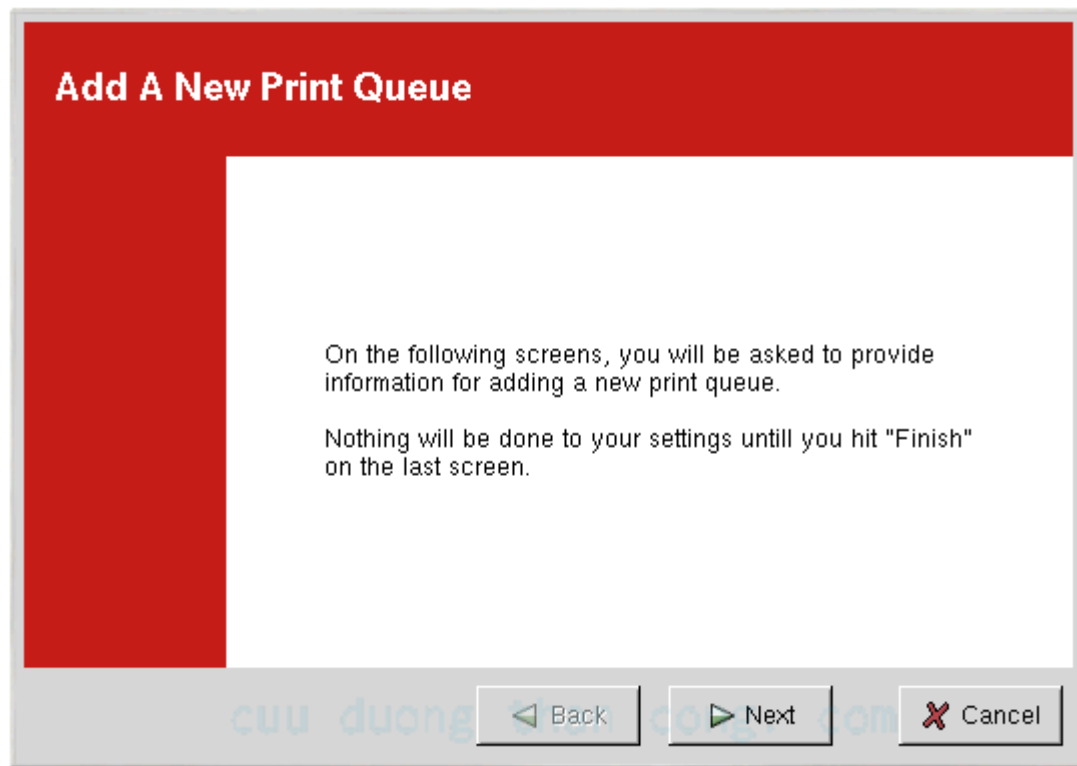 Add A New Print Queue
On the following screens, you will be asked to provide
information for adding a new print queue.
Nothing will be done to your settings untill you hit "Finish"
on the last screen.
Back Next Cancel
cuu duong than cong. com